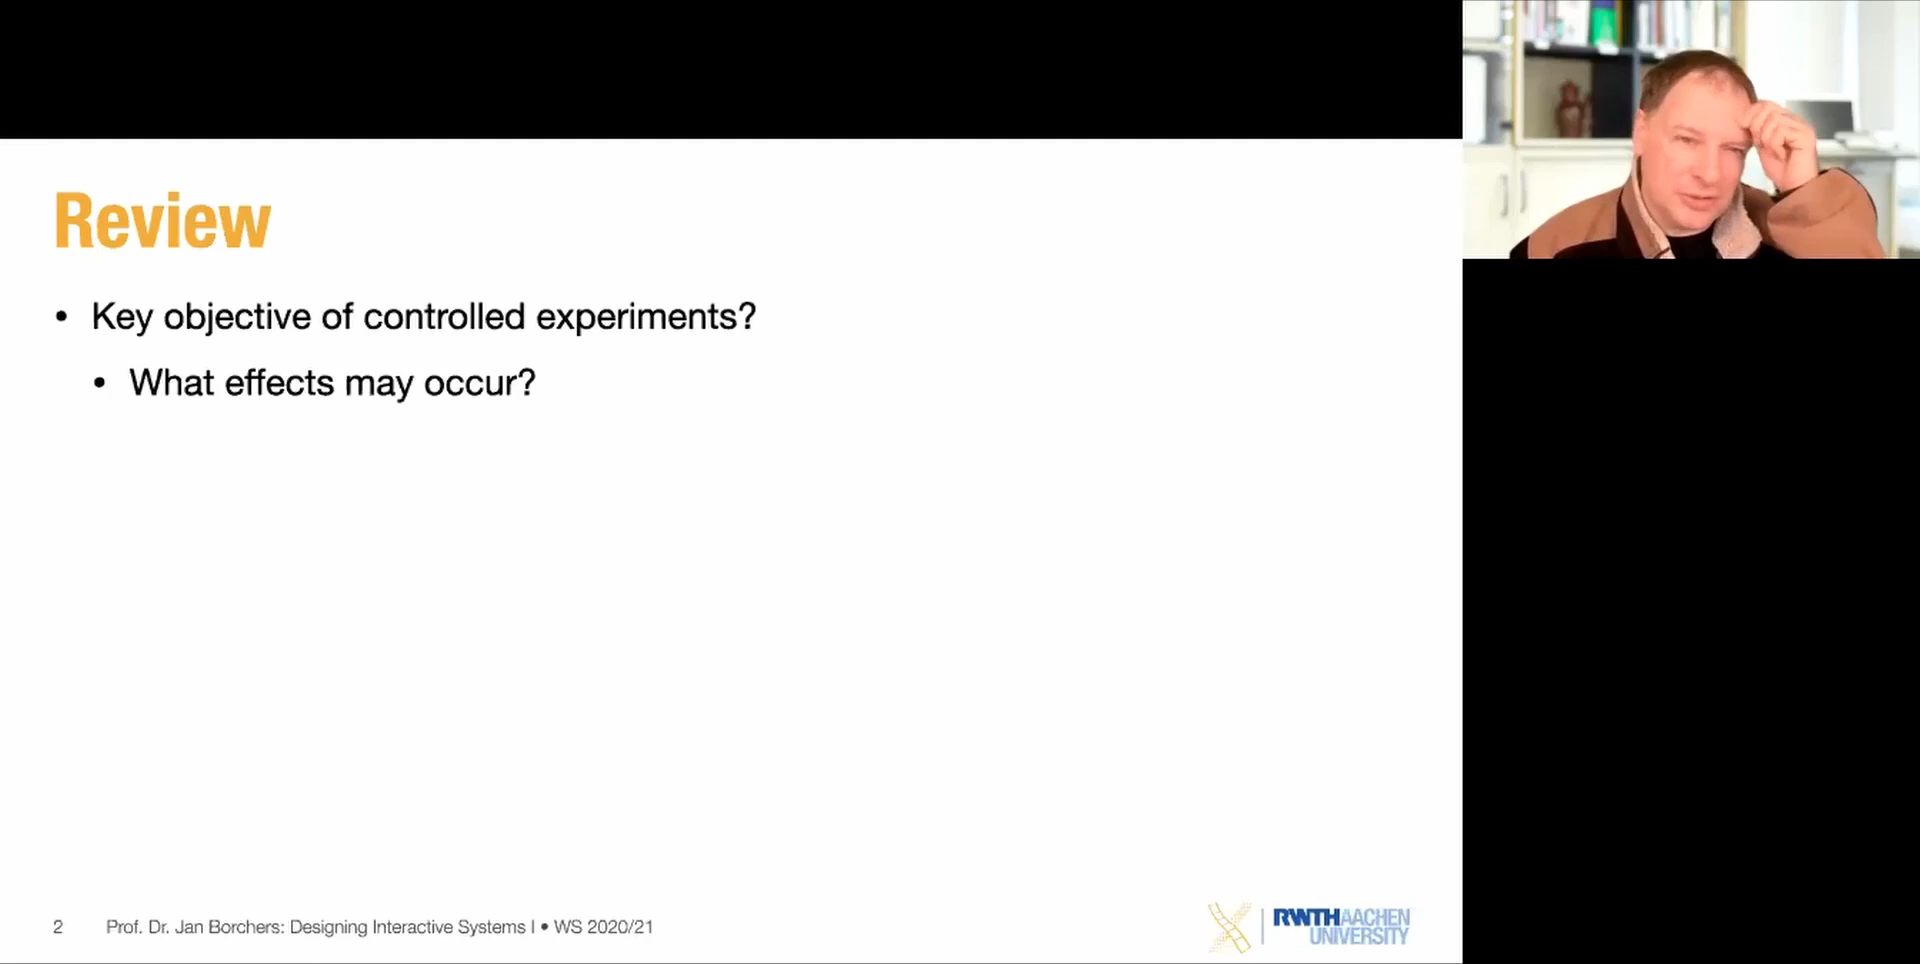 Review
• Key objective of controlled experiments?
• What effects may occur?
2 Prof. Dr. Jan Borchers: Designing Interactive Systems I • WS 2020/21
RWTHAACHEN
UNIVERSITY